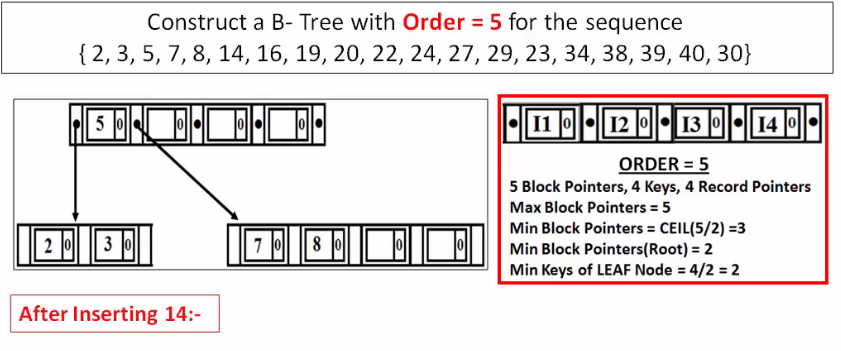 Construct a B- Tree with Order = 5 for the sequence
{ 2, 3, 5, 7, 8, 14, 16, 19, 20, 22, 24, 27, 29, 23, 34, 38, 39, 40, 30}
5 0 0 0 0
2 0 3 0
7 0 8 0 0 0
I1 0 I2 0 I3 0 I4 0
ORDER = 5
5 Block Pointers, 4 Keys, 4 Record Pointers
Max Block Pointers = 5
Min Block Pointers = CEIL(5/2) =3
Min Block Pointers(Root) = 2
Min Keys of LEAF Node = 4/2 = 2
After Inserting 14:-